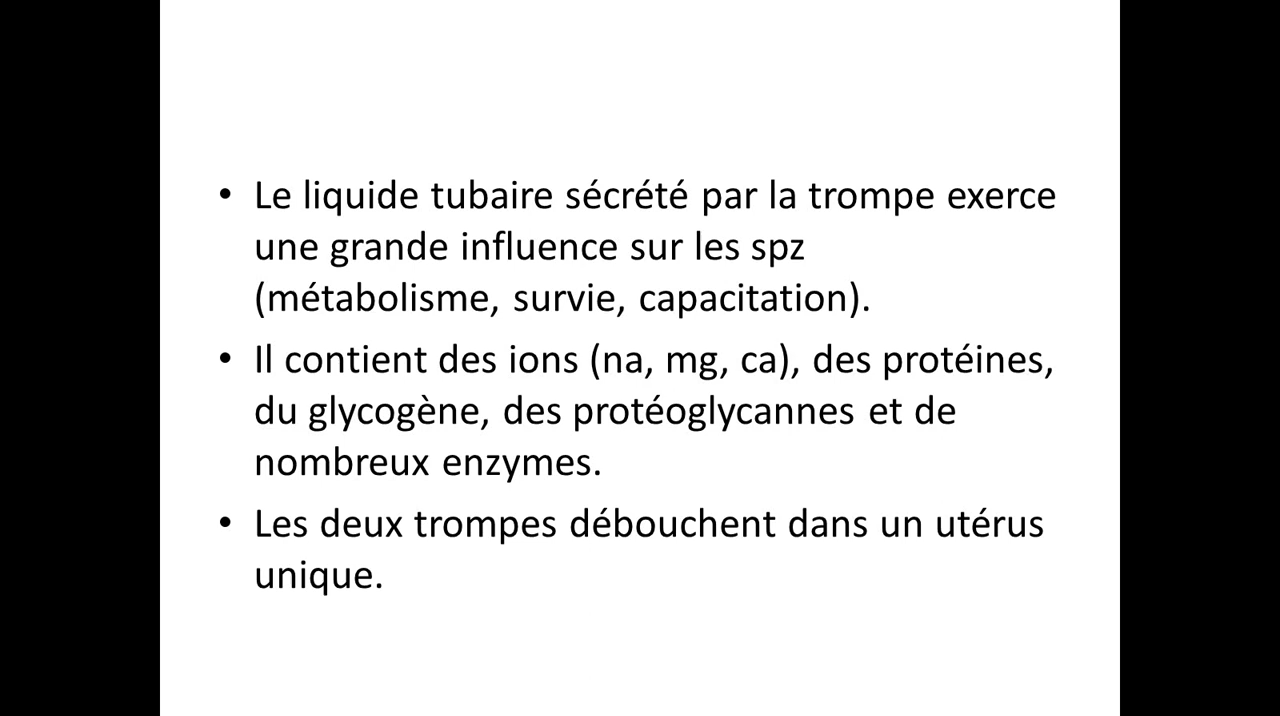 • Le liquide tubaire sécrété par la trompe exerce
une grande influence sur les spz
(métabolisme, survie, capacitation).
• Il contient des ions (na, mg, ca), des protéines,
du glycogène, des protéoglycannes et de
nombreux enzymes.
• Les deux trompes débouchent dans un utérus
unique.